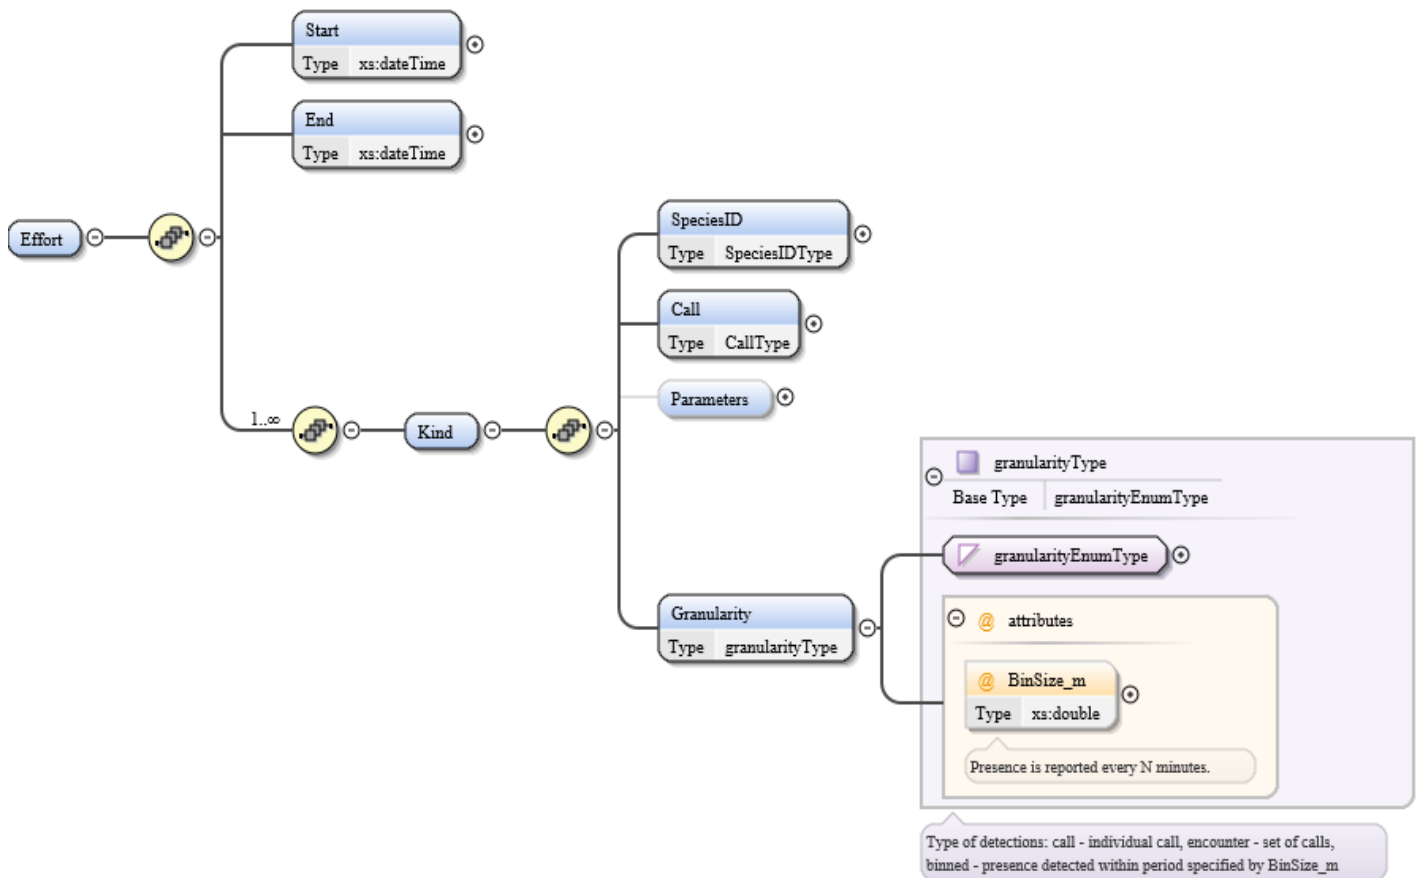 Start
Type xs:dateTime
End
Type xs:dateTime
Effort
SpeciesID
Type SpeciesIDType
Call
Type CallType
Parameters
1..∞
Kind
granularityType
Base Type granularityEnumType
granularityEnumType
Granularity
Type granularityType
@ attributes
@ BinSize_m
Type xs:double
Presence is reported every N minutes.
Type of detections: call - individual call, encounter - set of calls,
binned - presence detected within period specified by BinSize_m